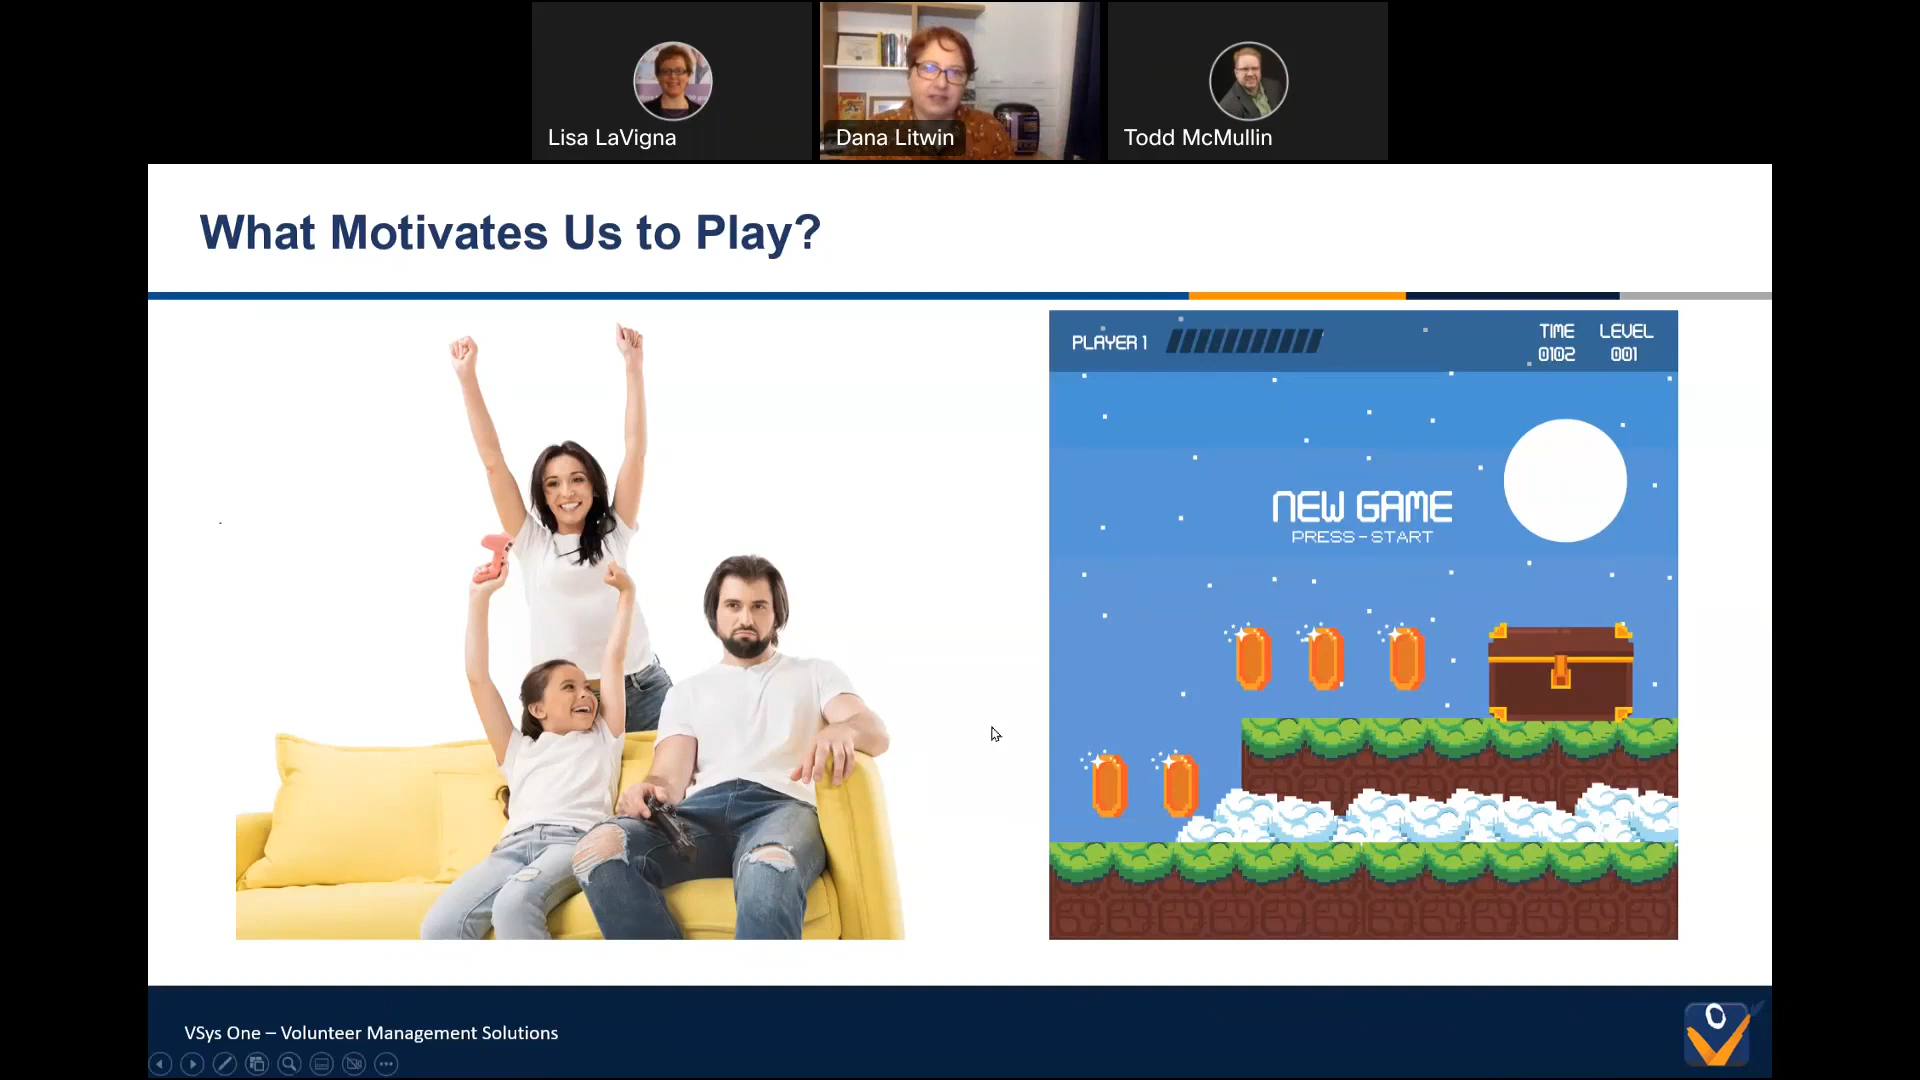 Lisa LaVigna
Dana Litwin
Todd McMullin
What Motivates Us to Play?
PLAYER 1
TIME
0102
LEVEL
001
NEW GAME
PRESS-START
VSys One – Volunteer Management Solutions